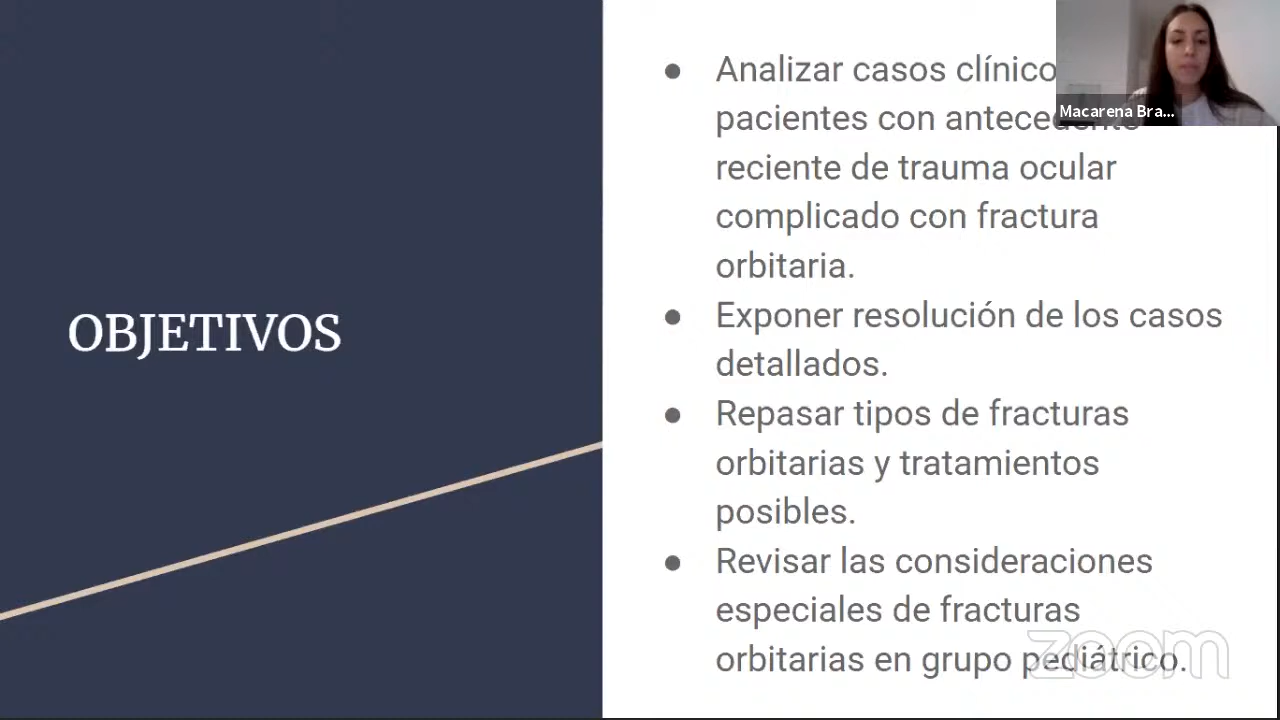 OBJETIVOS
● Analizar casos clínico
pacientes con antecedente
reciente de trauma ocular
complicado con fractura
orbitaria.
● Exponer resolución de los casos
detallados.
● Repasar tipos de fracturas
orbitarias y tratamientos
posibles.
● Revisar las consideraciones
especiales de fracturas
orbitarias en grupo pediátrico.
Macarena Bra...
zoom